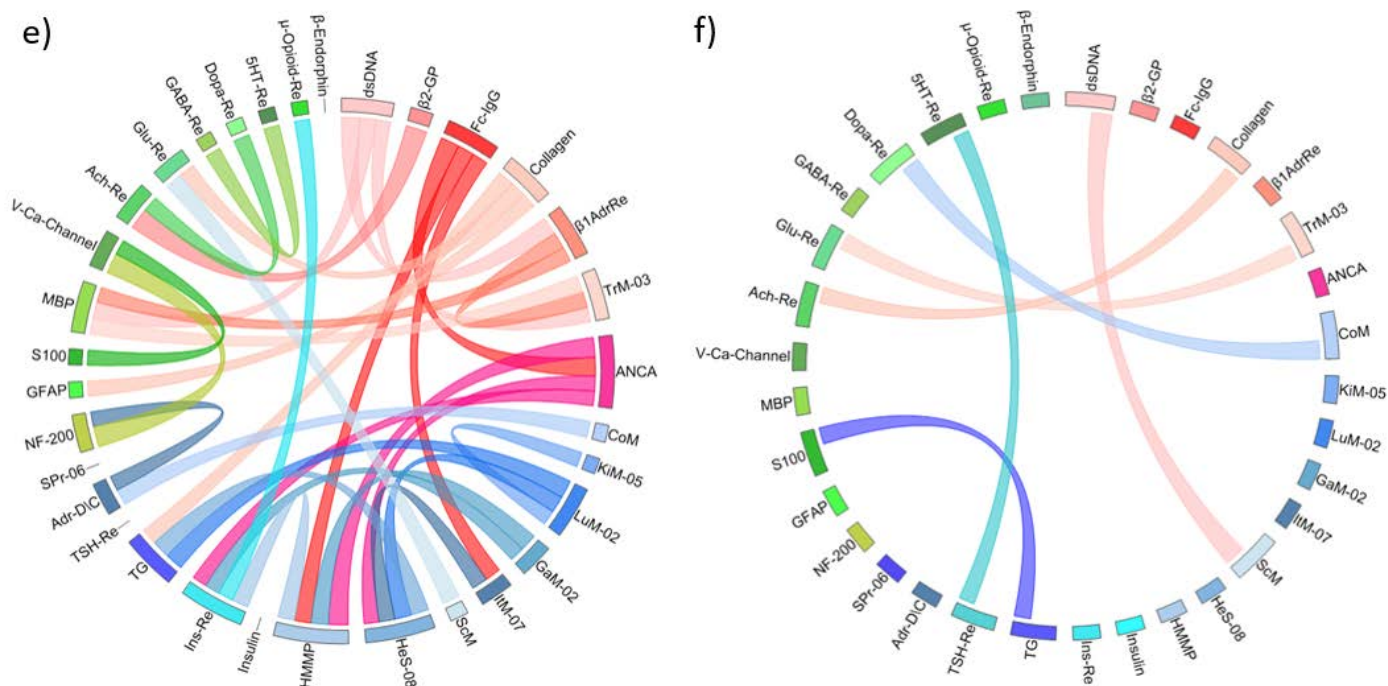 e)
β-Endorphin
μ-Opioid-Re
5HT-Re
Dopa-Re
GABA-Re
Glu-Re
Ach-Re
V-Ca-Channel
MBP
S100
GFAP
NF-200
SPr-06
Adr-D\C
TSH-Re
TG
Ins-Re
Insulin
HMMP
HeS-08
ScM
ItM-07
GaM-02
LuM-02
KiM-05
CoM
ANCA
TrM-03
β1AdrRe
Collagen
Fc-IgG
β2-GP
dsDNA
f)
β-Endorphin
μ-Opioid-Re
5HT-Re
Dopa-Re
GABA-Re
Glu-Re
Ach-Re
V-Ca-Channel
MBP
S100
GFAP
NF-200
SPr-06
Adr-D\C
TSH-Re
TG
Ins-Re
Insulin
HMMP
HeS-08
ScM
ItM-07
GaM-02
LuM-02
KiM-05
CoM
ANCA
TrM-03
β1AdrRe
Collagen
Fc-IgG
β2-GP
dsDNA